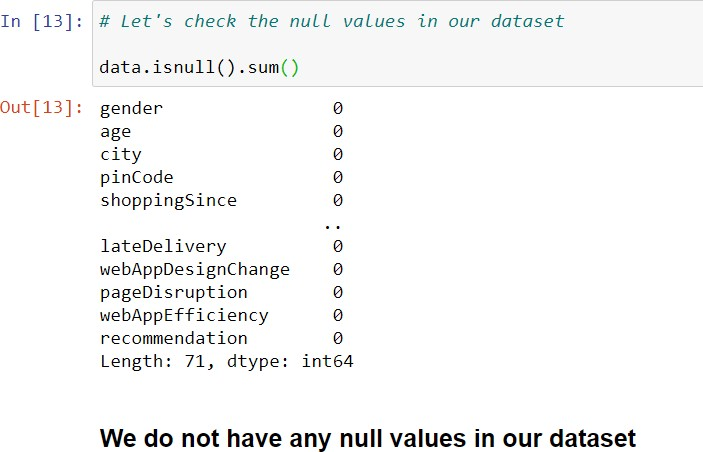 In [13]: # Let's check the null values in our dataset
data.isnull().sum()
Out[13]: gender 0
age 0
city 0
pinCode 0
shoppingSince 0
..
lateDelivery 0
webAppDesignChange 0
pageDisruption 0
webAppEfficiency 0
recommendation 0
Length: 71, dtype: int64
We do not have any null values in our dataset